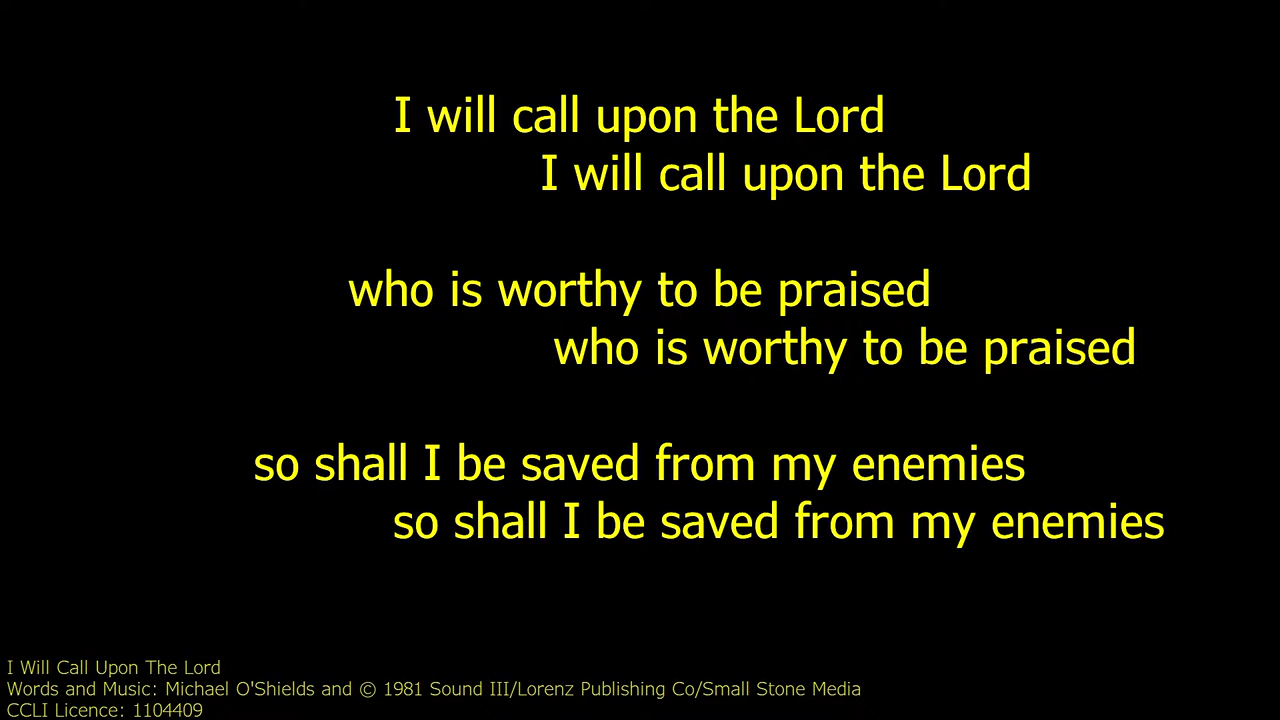 I will call upon the Lord
I will call upon the Lord
who is worthy to be praised
who is worthy to be praised
so shall I be saved from my enemies
so shall I be saved from my enemies
I Will Call Upon The Lord
Words and Music: Michael O'Shields and © 1981 Sound III/Lorenz Publishing Co/Small Stone Media
CCLI Licence: 1104409